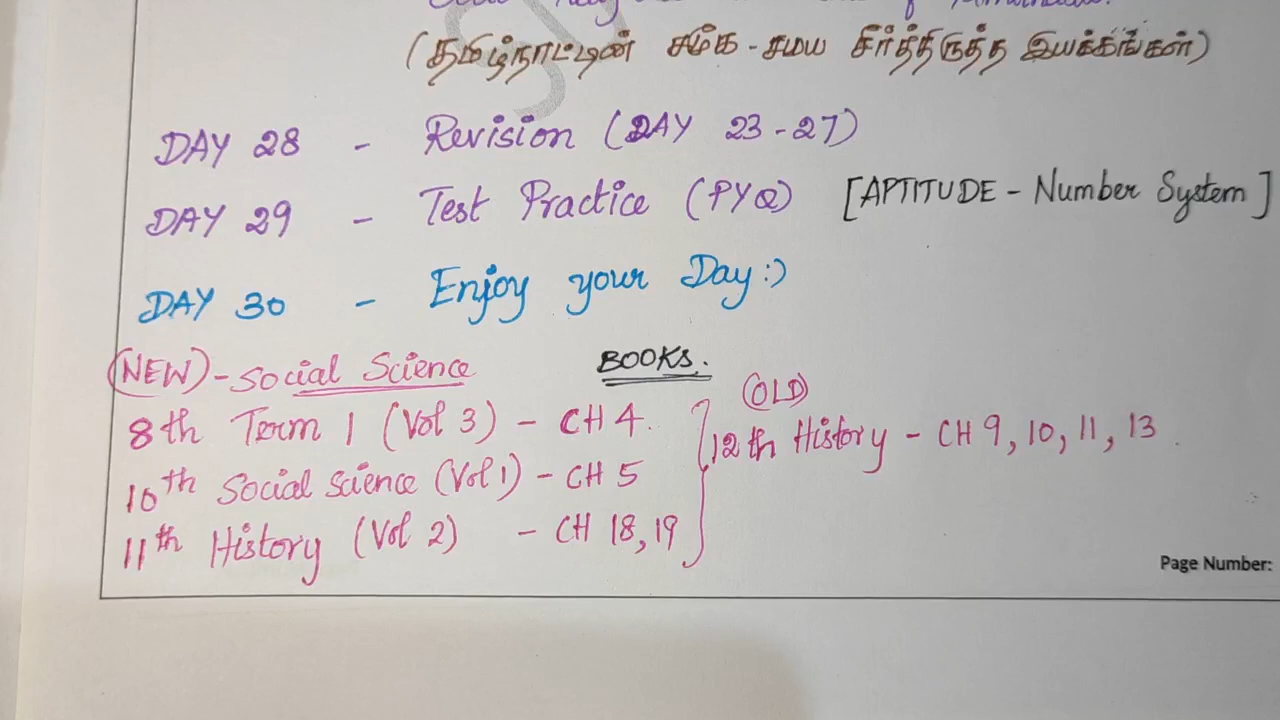 (தமிழ்நாட்டின் சமூக - சமய சீர்த்திருத்த இயக்கங்கள்)
DAY 28 - Revision (DAY 23-27)
DAY 29 - Test Practice (PYQ) [APTITUDE - Number System]
DAY 30 - Enjoy your Day:)
(NEW) - Social Science BOOKS.
(OLD)
8th Term 1 (Vol 3) - CH 4.
12th History - CH 9, 10, 11, 13
10th Social Science (Vol 1) - CH 5
11th History (Vol 2) - CH 18, 19
Page Number: